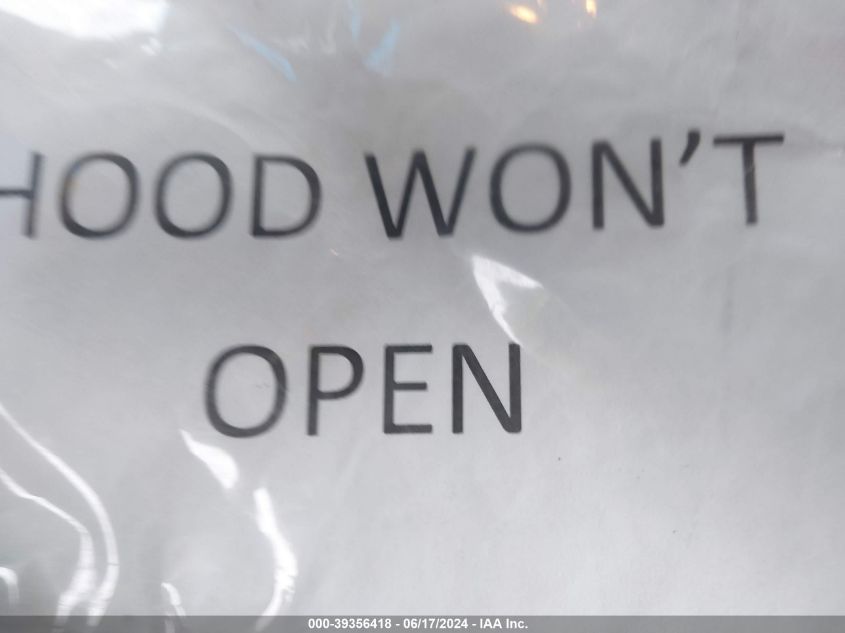 HOOD WON'T
OPEN
000-39356418 - 06/17/2024 - IAA Inc.